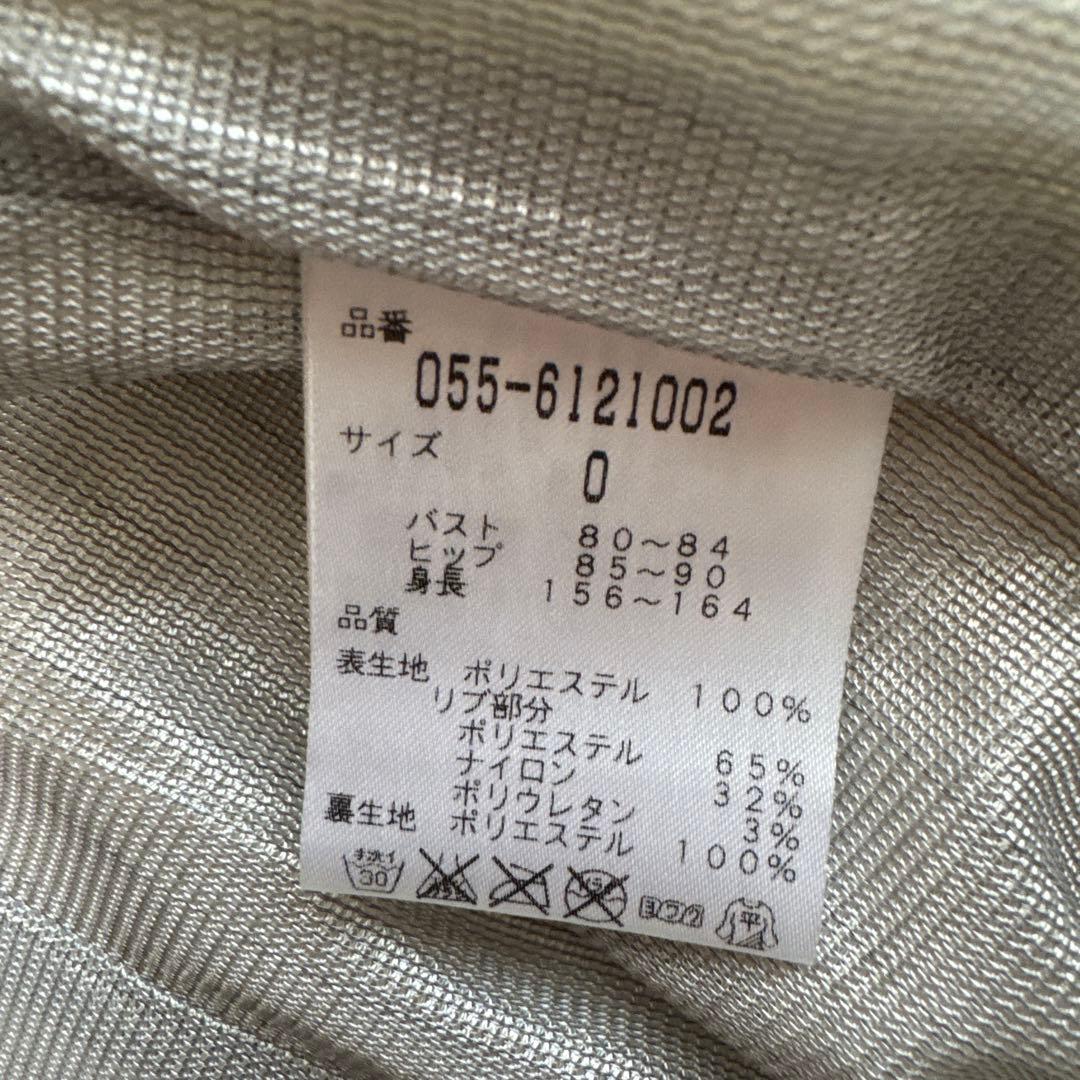 品番
055-6121002
サイズ
0
バスト 80～84
ヒップ 85～90
身長 156～164
品質
表生地 ポリエステル 100%
リブ部分
ポリエステル 65%
ナイロン 32%
ポリウレタン 3%
裏生地 ポリエステル 100%
手洗イ 30 ヨワク 平